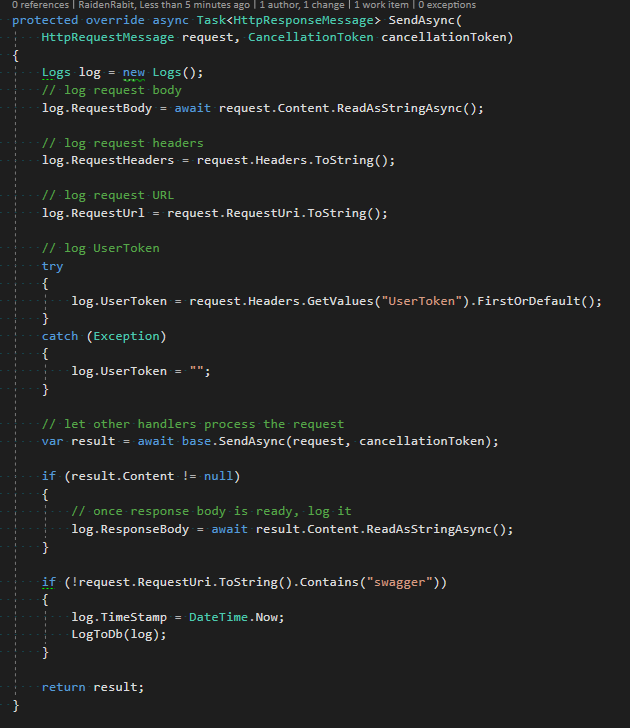 0 references | RaidenRabit, Less than 5 minutes ago | 1 author, 1 change | 1 work item | 0 exceptions
protected override async Task<HttpResponseMessage> SendAsync(
    HttpRequestMessage request, CancellationToken cancellationToken)
{
    Logs log = new Logs();
    // log request body
    log.RequestBody = await request.Content.ReadAsStringAsync();

    // log request headers
    log.RequestHeaders = request.Headers.ToString();

    // log request URL
    log.RequestUrl = request.RequestUri.ToString();

    // log UserToken
    try
    {
        log.UserToken = request.Headers.GetValues("UserToken").FirstOrDefault();
    }
    catch (Exception)
    {
        log.UserToken = "";
    }

    // let other handlers process the request
    var result = await base.SendAsync(request, cancellationToken);

    if (result.Content != null)
    {
        // once response body is ready, log it
        log.ResponseBody = await result.Content.ReadAsStringAsync();
    }

    if (!request.RequestUri.ToString().Contains("swagger"))
    {
        log.TimeStamp = DateTime.Now;
        LogToDb(log);
    }

    return result;
}